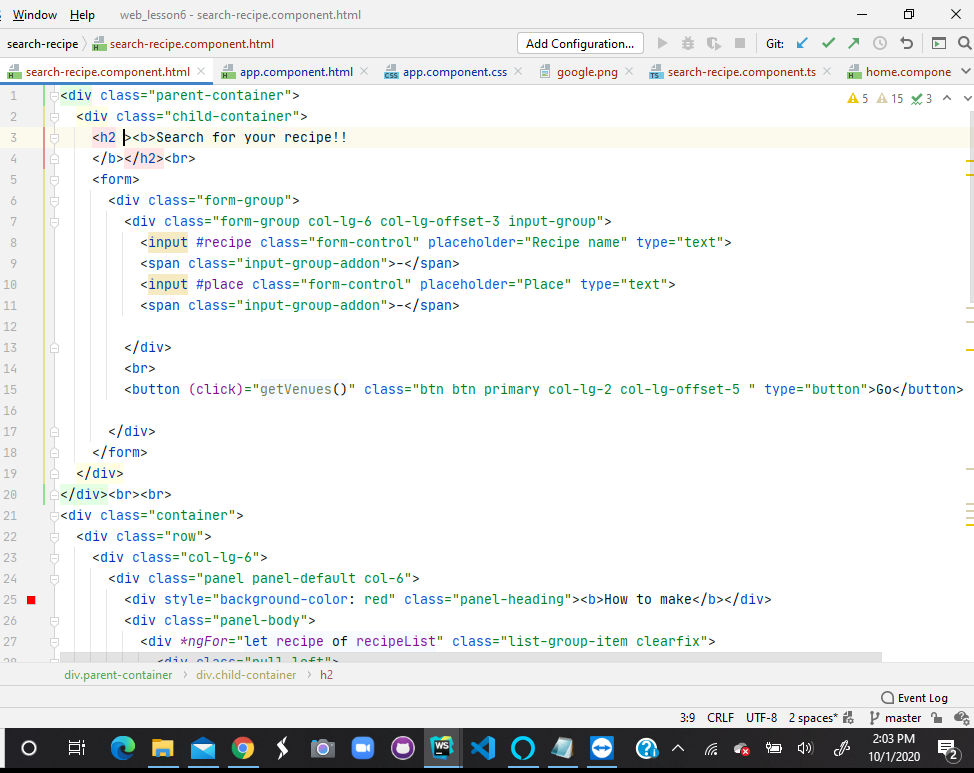 Window Help web_lesson6 - search-recipe.component.html
search-recipe search-recipe.component.html Add Configuration... Git:
search-recipe.component.html app.component.html app.component.css google.png search-recipe.component.ts home.compone
1 <div class="parent-container"> 5 15 3
2 <div class="child-container">
3 <h2 ><b>Search for your recipe!!
4 </b></h2><br>
5 <form>
6 <div class="form-group">
7 <div class="form-group col-lg-6 col-lg-offset-3 input-group">
8 <input #recipe class="form-control" placeholder="Recipe name" type="text">
9 <span class="input-group-addon">-</span>
10 <input #place class="form-control" placeholder="Place" type="text">
11 <span class="input-group-addon">-</span>
12
13 </div>
14 <br>
15 <button (click)="getVenues()" class="btn btn primary col-lg-2 col-lg-offset-5 " type="button">Go</button>
16
17 </div>
18 </form>
19 </div>
20 </div><br><br>
21 <div class="container">
22 <div class="row">
23 <div class="col-lg-6">
24 <div class="panel panel-default col-6">
25 <div style="background-color: red" class="panel-heading"><b>How to make</b></div>
26 <div class="panel-body">
27 <div *ngFor="let recipe of recipeList" class="list-group-item clearfix">
28 <div class="pull-left">
div.parent-container div.child-container h2
Event Log
3:9 CRLF UTF-8 2 spaces* master
WS 2:03 PM
10/1/2020 2